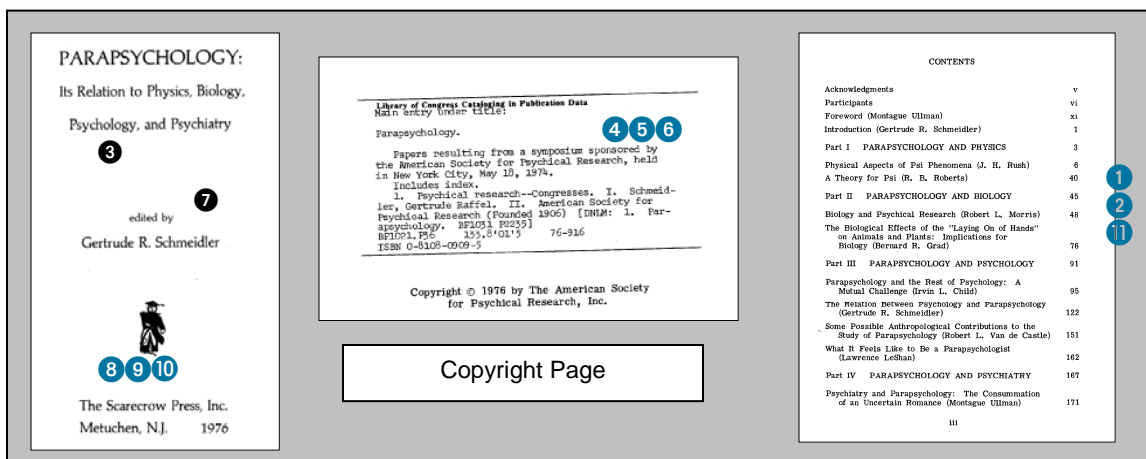 PARAPSYCHOLOGY:
Its Relation to Physics, Biology,
Psychology, and Psychiatry
3
7
edited by
Gertrude R. Schmeidler
8 9 10
The Scarecrow Press, Inc.
Metuchen, N.J. 1976
Library of Congress Cataloging in Publication Data
Main entry under title:
4 5 6
Parapsychology.
Papers resulting from a symposium sponsored by
the American Society for Psychical Research, held
in New York City, May 18, 1974.
Includes index.
1. Psychical research--Congresses. I. Schmeid-
ler, Gertrude Raffel. II. American Society for
Psychical Research (Founded 1906) [DNLM: 1. Par-
apsychology. BF1031 P2235]
BF1021.P36 133.8'01'5 76-916
ISBN 0-8108-0909-5
Copyright © 1976 by The American Society
for Psychical Research, Inc.
Copyright Page
CONTENTS
Acknowledgments v
Participants vi
Foreword (Montague Ullman) xi
Introduction (Gertrude R. Schmeidler) 1
Part I PARAPSYCHOLOGY AND PHYSICS 3
Physical Aspects of Psi Phenomena (J. H. Rush) 6
A Theory for Psi (R. B. Roberts) 40
1
Part II PARAPSYCHOLOGY AND BIOLOGY 45
2
Biology and Psychical Research (Robert L. Morris) 48
The Biological Effects of the "Laying On of Hands"
11
on Animals and Plants: Implications for
Biology (Bernard R. Grad) 76
Part III PARAPSYCHOLOGY AND PSYCHOLOGY 91
Parapsychology and the Rest of Psychology: A
Mutual Challenge (Irvin L. Child) 95
The Relation Between Psychology and Parapsychology
(Gertrude R. Schmeidler) 122
Some Possible Anthropological Contributions to the
Study of Parapsychology (Robert L. Van de Castle) 151
What It Feels Like to Be a Parapsychologist
(Lawrence LeShan) 162
Part IV PARAPSYCHOLOGY AND PSYCHIATRY 167
Psychiatry and Parapsychology: The Consummation
of an Uncertain Romance (Montague Ullman) 171
iii